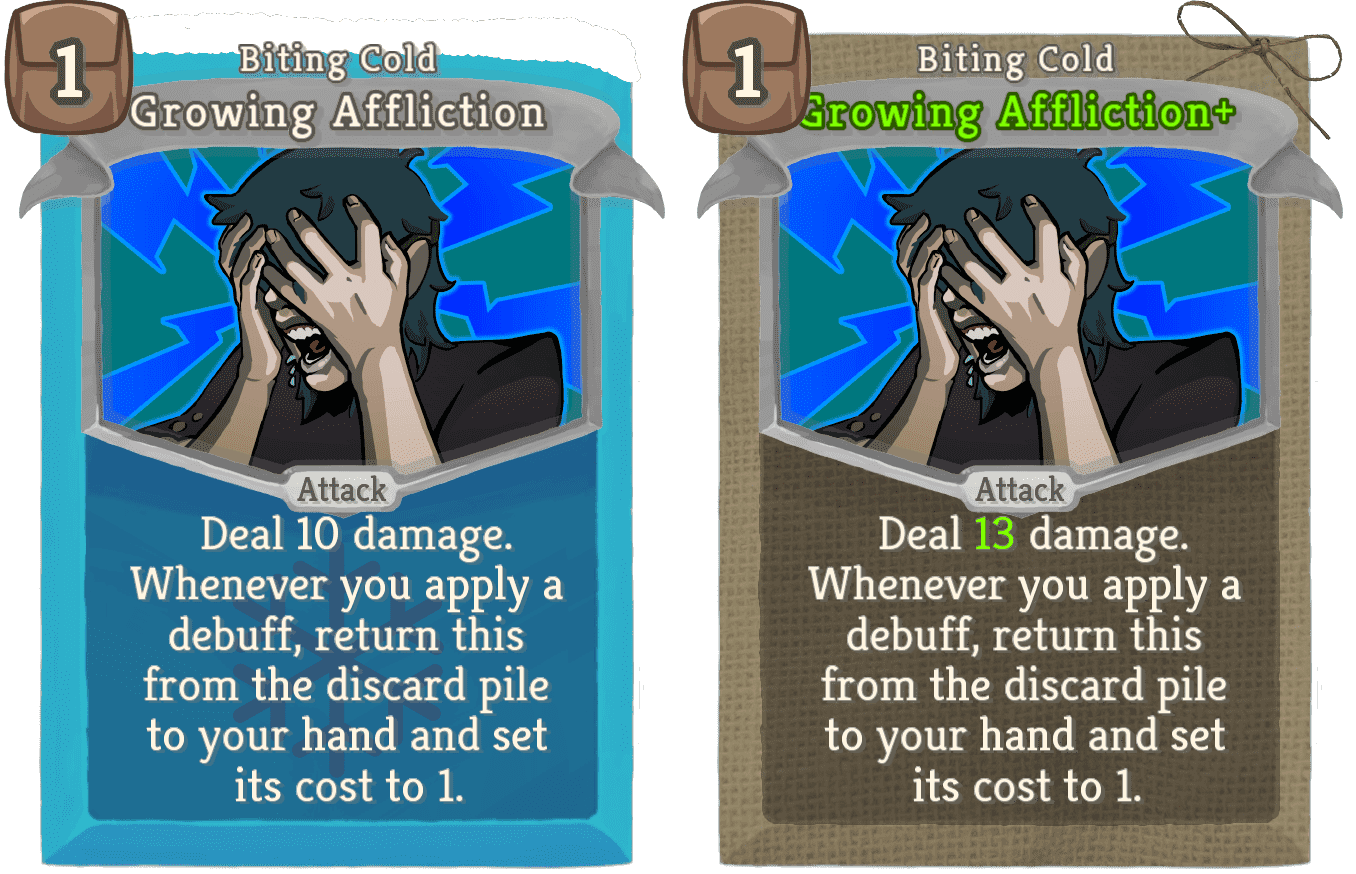 1
Biting Cold
Growing Affliction
Attack
Deal 10 damage.
Whenever you apply a
debuff, return this
from the discard pile
to your hand and set
its cost to 1.
1
Biting Cold
Growing Affliction+
Attack
Deal 13 damage.
Whenever you apply a
debuff, return this
from the discard pile
to your hand and set
its cost to 1.